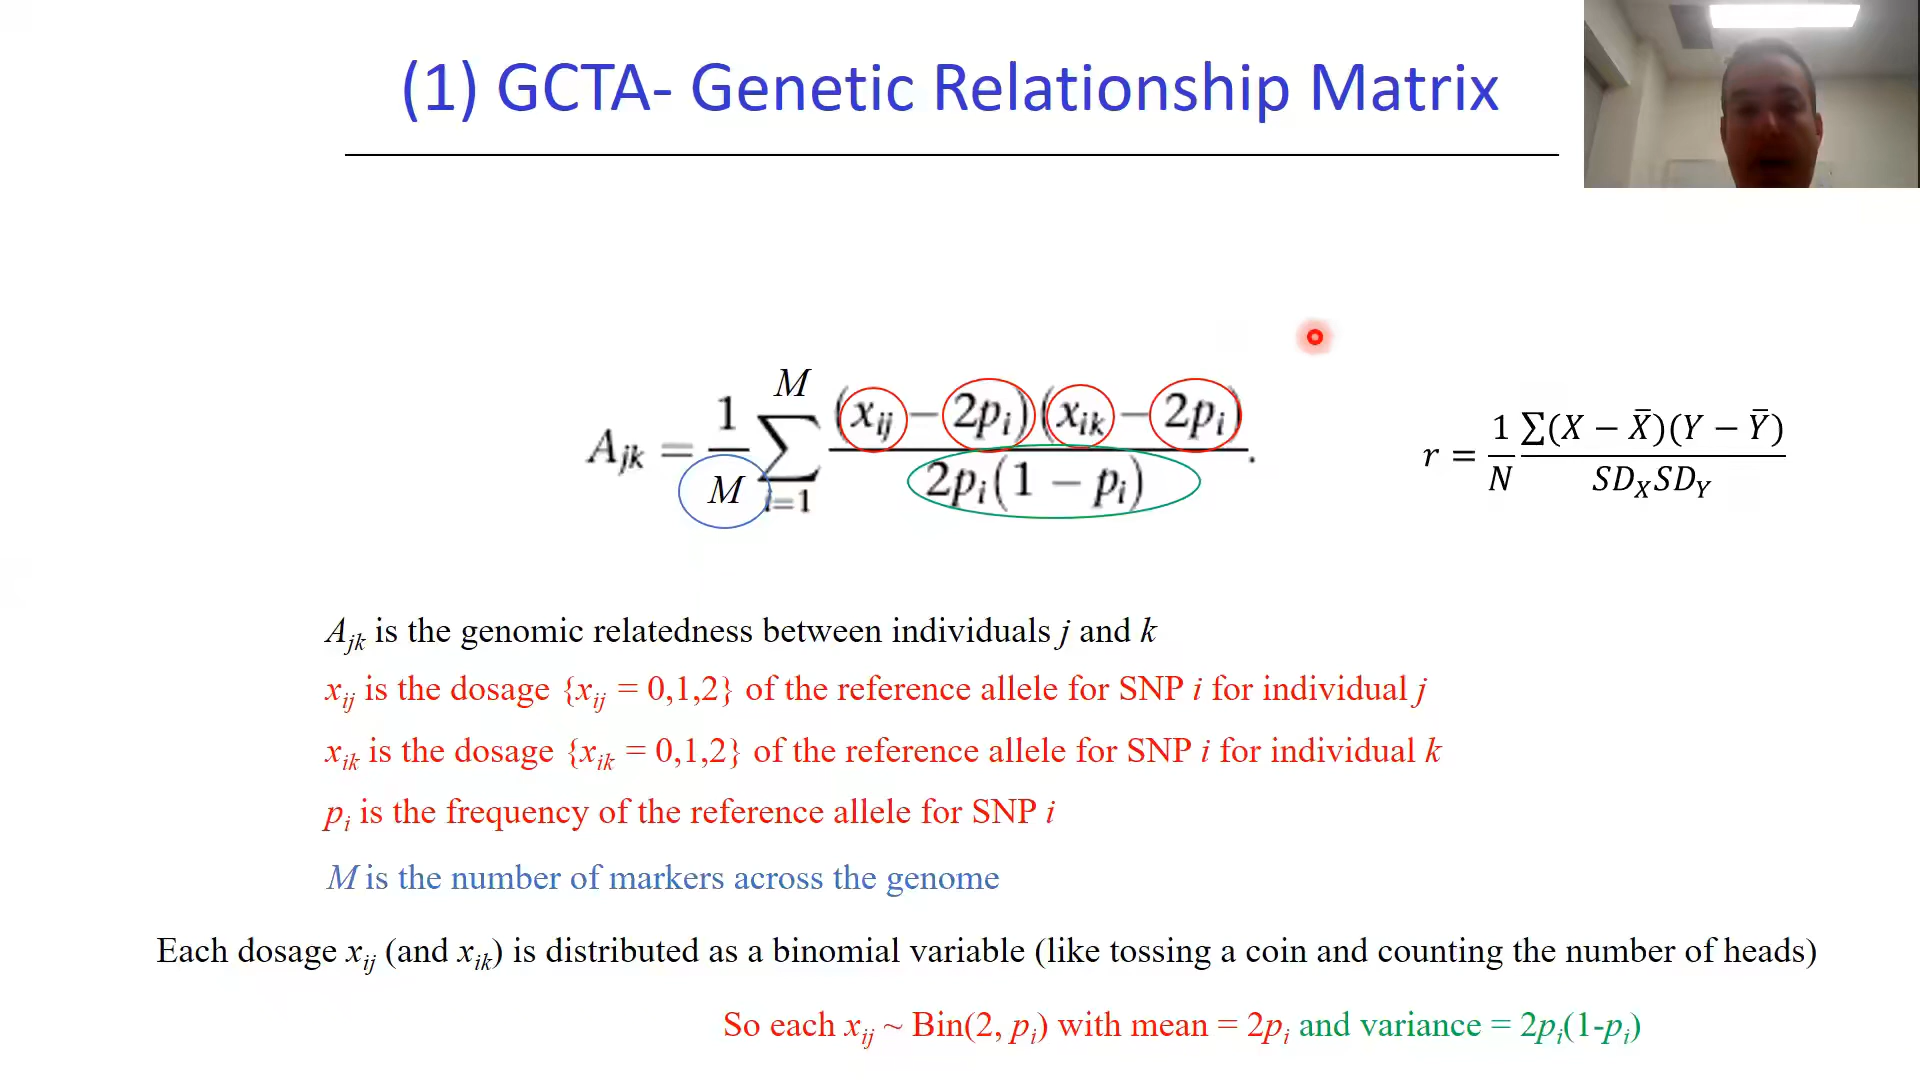 (1) GCTA- Genetic Relationship Matrix
A_jk = 1/M ∑_{i=1}^{M} (x_ij − 2p_i)(x_ik − 2p_i) / 2p_i(1 − p_i).
r = 1/N ∑(X − X̄)(Y − Ȳ) / SD_X SD_Y
A_jk is the genomic relatedness between individuals j and k
x_ij is the dosage {x_ij = 0,1,2} of the reference allele for SNP i for individual j
x_ik is the dosage {x_ik = 0,1,2} of the reference allele for SNP i for individual k
p_i is the frequency of the reference allele for SNP i
M is the number of markers across the genome
Each dosage x_ij (and x_ik) is distributed as a binomial variable (like tossing a coin and counting the number of heads)
So each x_ij ~ Bin(2, p_i) with mean = 2p_i and variance = 2p_i(1-p_i)